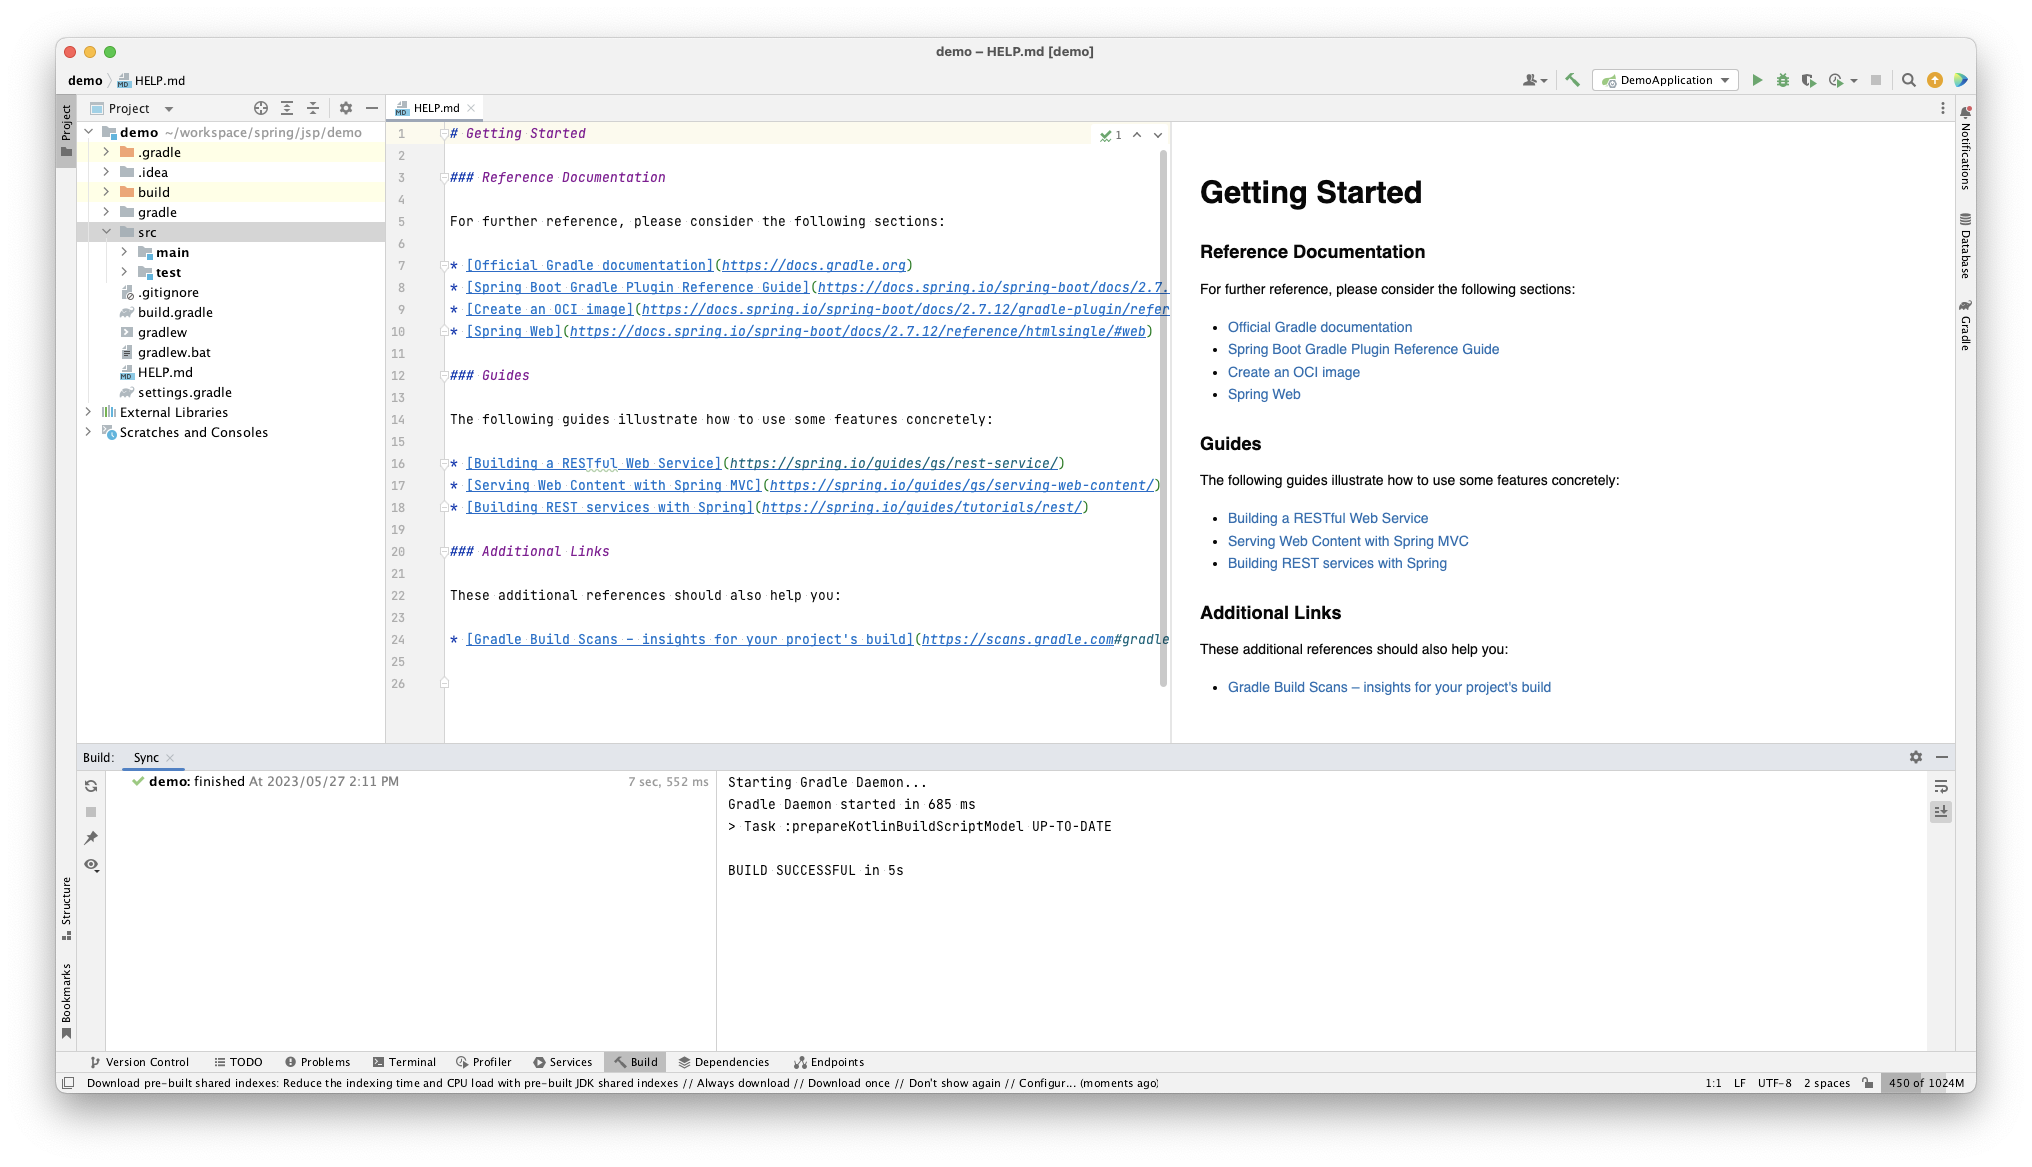 demo – HELP.md [demo]
demo HELP.md
DemoApplication
Project
Project
HELP.md
demo ~/workspace/spring/jsp/demo
.gradle
.idea
build
gradle
src
main
test
.gitignore
build.gradle
gradlew
gradlew.bat
HELP.md
settings.gradle
External Libraries
Scratches and Consoles
1
1 # Getting Started
2
3 ### Reference Documentation
4
5 For further reference, please consider the following sections:
6
7 * [Official Gradle documentation](https://docs.gradle.org)
8 * [Spring Boot Gradle Plugin Reference Guide](https://docs.spring.io/spring-boot/docs/2.7.
9 * [Create an OCI image](https://docs.spring.io/spring-boot/docs/2.7.12/gradle-plugin/refer
10 * [Spring Web](https://docs.spring.io/spring-boot/docs/2.7.12/reference/htmlsingle/#web)
11
12 ### Guides
13
14 The following guides illustrate how to use some features concretely:
15
16 * [Building a RESTful Web Service](https://spring.io/guides/gs/rest-service/)
17 * [Serving Web Content with Spring MVC](https://spring.io/guides/gs/serving-web-content/)
18 * [Building REST services with Spring](https://spring.io/guides/tutorials/rest/)
19
20 ### Additional Links
21
22 These additional references should also help you:
23
24 * [Gradle Build Scans – insights for your project's build](https://scans.gradle.com#gradle
25
26
Getting Started
Reference Documentation
For further reference, please consider the following sections:
• Official Gradle documentation
• Spring Boot Gradle Plugin Reference Guide
• Create an OCI image
• Spring Web
Guides
The following guides illustrate how to use some features concretely:
• Building a RESTful Web Service
• Serving Web Content with Spring MVC
• Building REST services with Spring
Additional Links
These additional references should also help you:
• Gradle Build Scans – insights for your project's build
Notifications
Database
Gradle
Build: Sync
demo: finished At 2023/05/27 2:11 PM 7 sec, 552 ms
Starting Gradle Daemon...
Gradle Daemon started in 685 ms
> Task :prepareKotlinBuildScriptModel UP-TO-DATE
BUILD SUCCESSFUL in 5s
Structure
Bookmarks
Version Control TODO Problems Terminal Profiler Services Build Dependencies Endpoints
Download pre-built shared indexes: Reduce the indexing time and CPU load with pre-built JDK shared indexes // Always download // Download once // Don't show again // Configur... (moments ago)
1:1 LF UTF-8 2 spaces 450 of 1024M